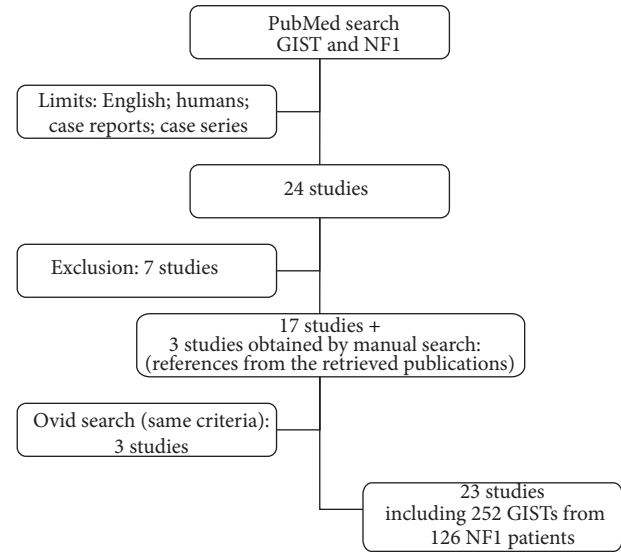 PubMed search
GIST and NF1
Limits: English; humans;
case reports; case series
24 studies
Exclusion: 7 studies
17 studies +
3 studies obtained by manual search:
(references from the retrieved publications)
Ovid search (same criteria):
3 studies
23 studies
including 252 GISTs from
126 NF1 patients